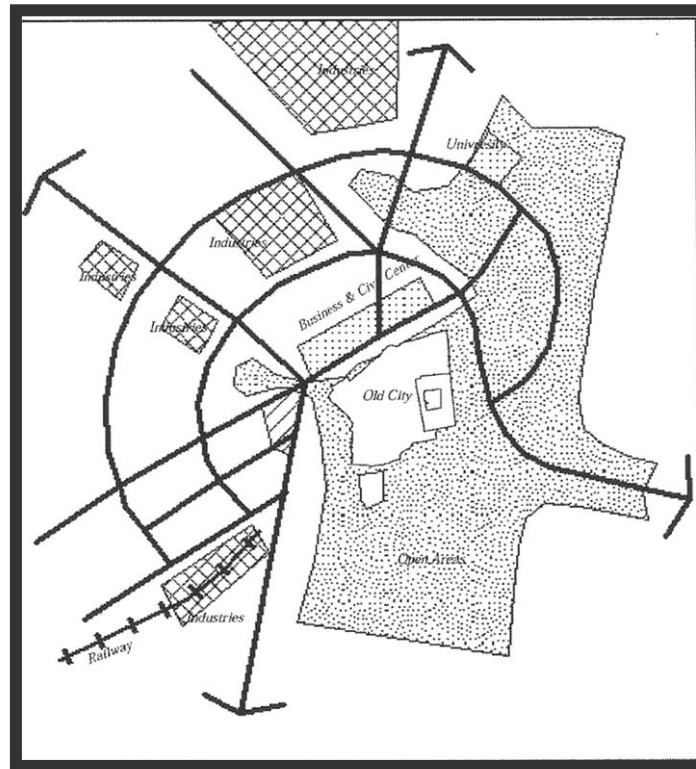 Industries
University
Industries
Business & Civic Center
Industries
Industries
Old City
Open Areas
Industries
Railway